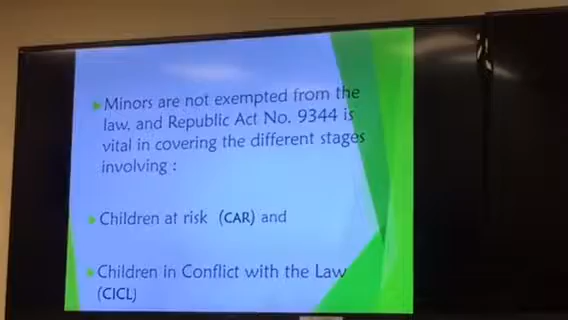 Minors are not exempted from the
law, and Republic Act No. 9344 is
vital in covering the different stages
involving :
Children at risk (CAR) and
Children in Conflict with the Law
(CICL)